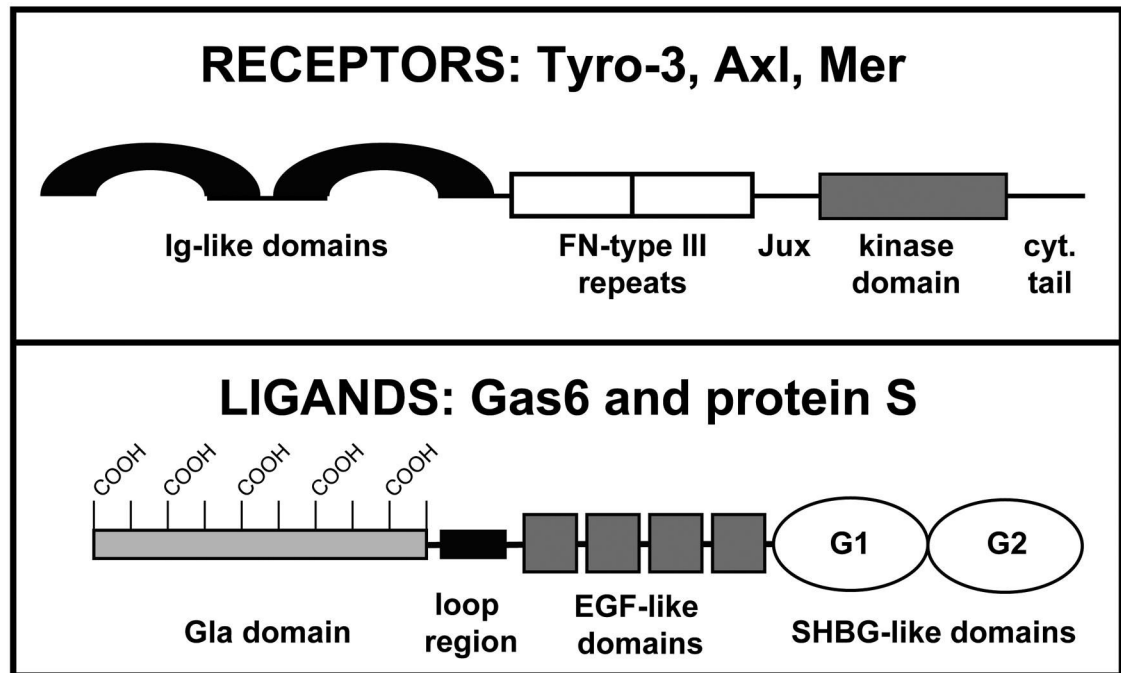 RECEPTORS: Tyro-3, Axl, Mer
Ig-like domains
FN-type III
repeats
Jux
kinase
domain
cyt.
tail
LIGANDS: Gas6 and protein S
COOH
COOH
COOH
COOH
COOH
Gla domain
loop
region
EGF-like
domains
G1
G2
SHBG-like domains